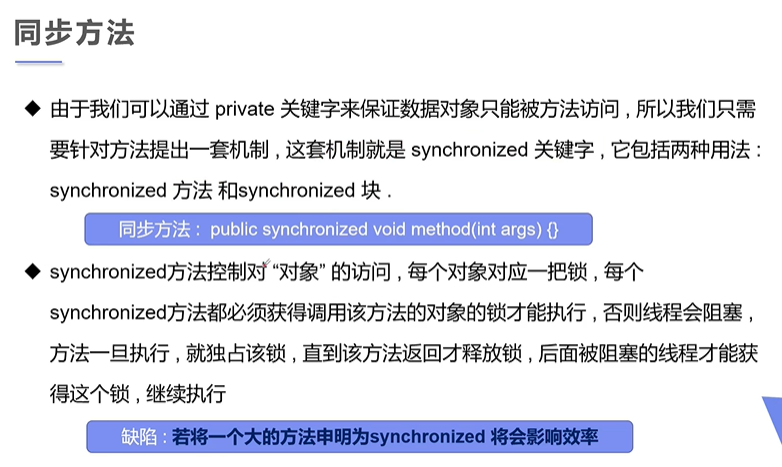 同步方法
◆ 由于我们可以通过 private 关键字来保证数据对象只能被方法访问 , 所以我们只需
要针对方法提出一套机制 , 这套机制就是 synchronized 关键字 , 它包括两种用法 :
synchronized 方法 和synchronized 块 .
同步方法 : public synchronized void method(int args) {}
◆ synchronized方法控制对 “对象” 的访问 , 每个对象对应一把锁 , 每个
synchronized方法都必须获得调用该方法的对象的锁才能执行 , 否则线程会阻塞 ,
方法一旦执行 , 就独占该锁 , 直到该方法返回才释放锁 , 后面被阻塞的线程才能获
得这个锁 , 继续执行
缺陷 : 若将一个大的方法申明为synchronized 将会影响效率